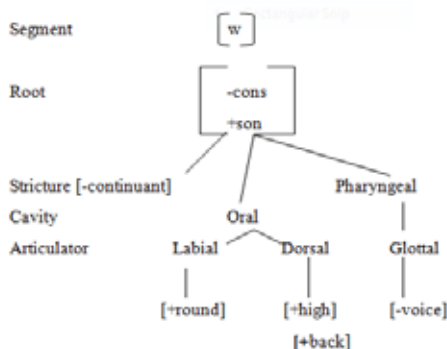 Segment w
Root -cons
+son
Stricture [-continuant] Pharyngeal
Cavity Oral
Articulator Labial Dorsal Glottal
[+round] [+high] [-voice]
[+back]